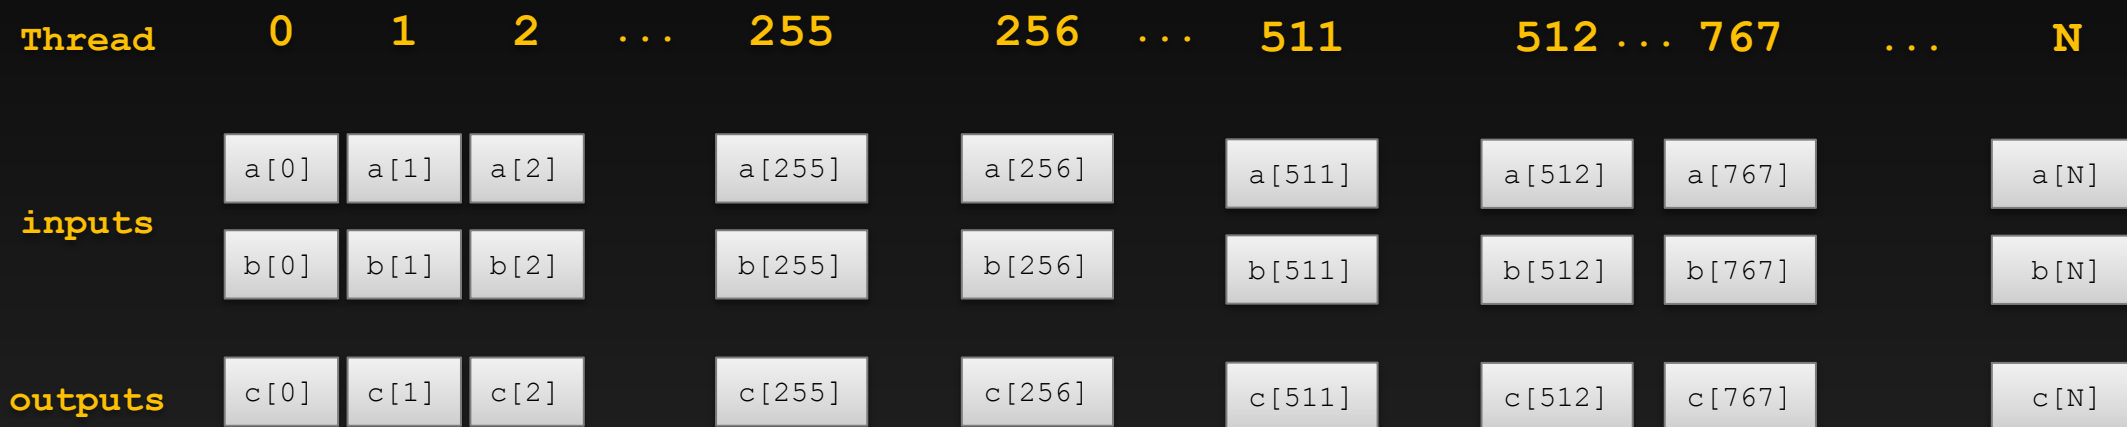 Thread 0 1 2 ... 255 256 ... 511 512 ... 767 ... N
a[0] a[1] a[2] a[255] a[256] a[511] a[512] a[767] a[N]
inputs
b[0] b[1] b[2] b[255] b[256] b[511] b[512] b[767] b[N]
outputs c[0] c[1] c[2] c[255] c[256] c[511] c[512] c[767] c[N]